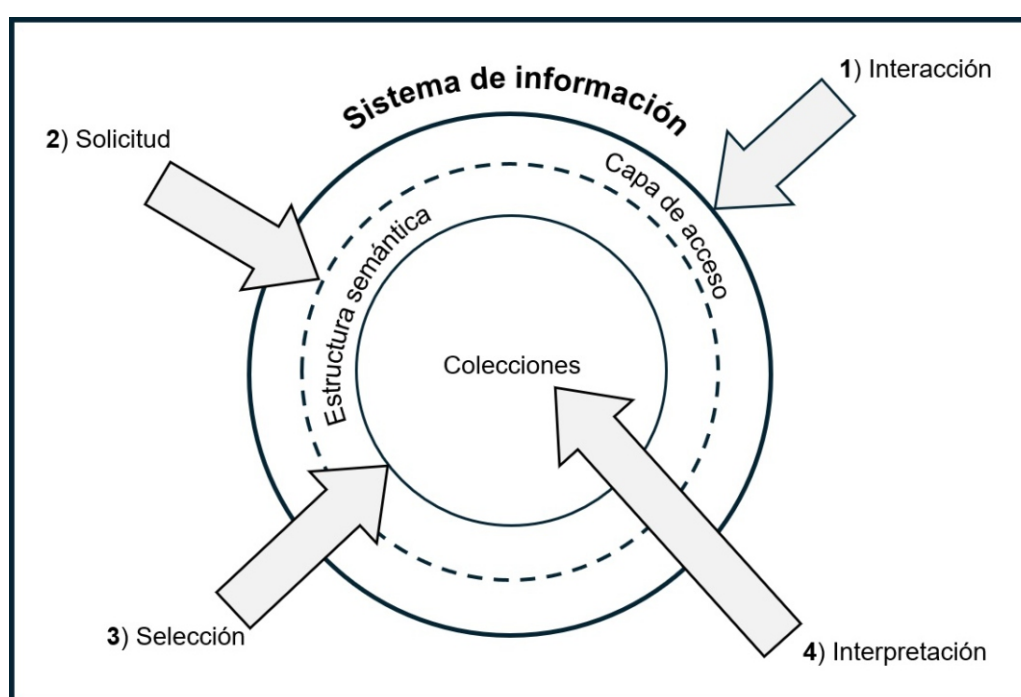 Sistema de información
1) Interacción
2) Solicitud
Capa de acceso
Estructura semántica
Colecciones
3) Selección
4) Interpretación